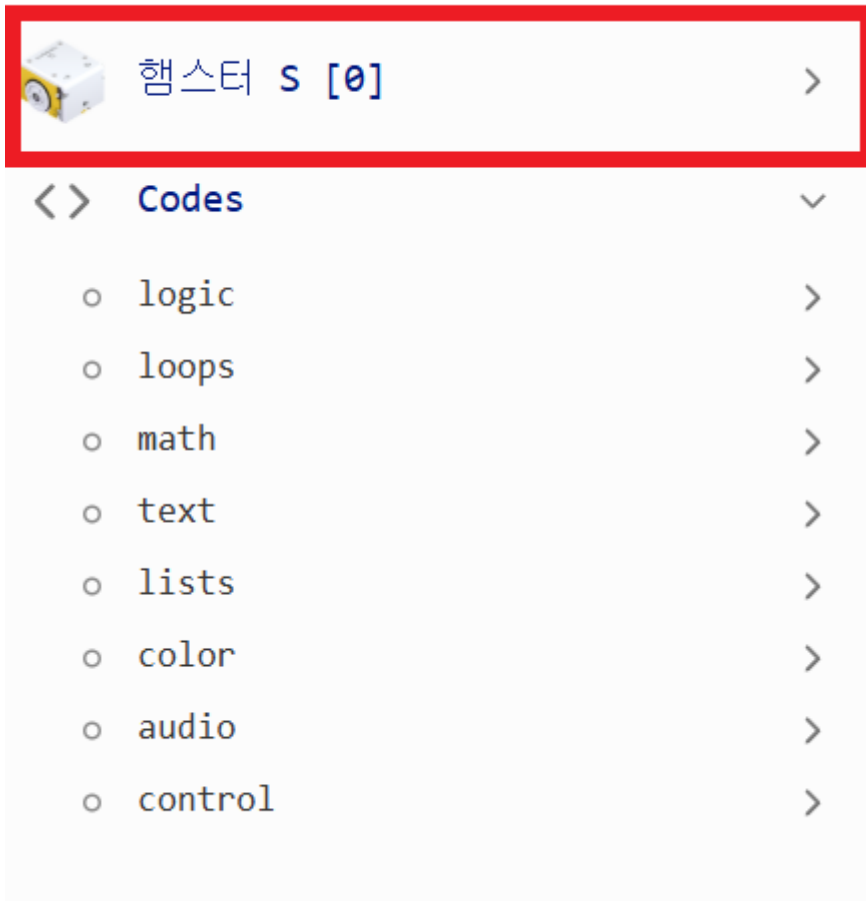 햄스터 S [0]
Codes
logic
loops
math
text
lists
color
audio
control